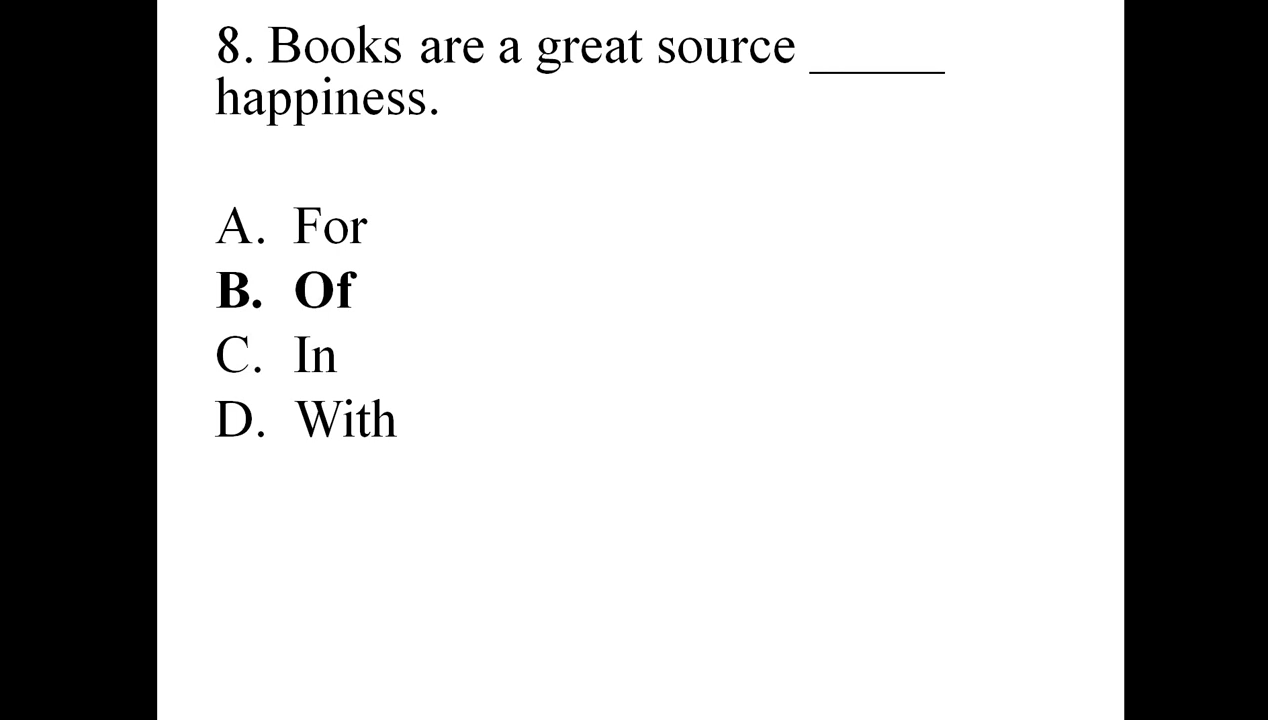 8. Books are a great source ______
happiness.
A. For
B. Of
C. In
D. With